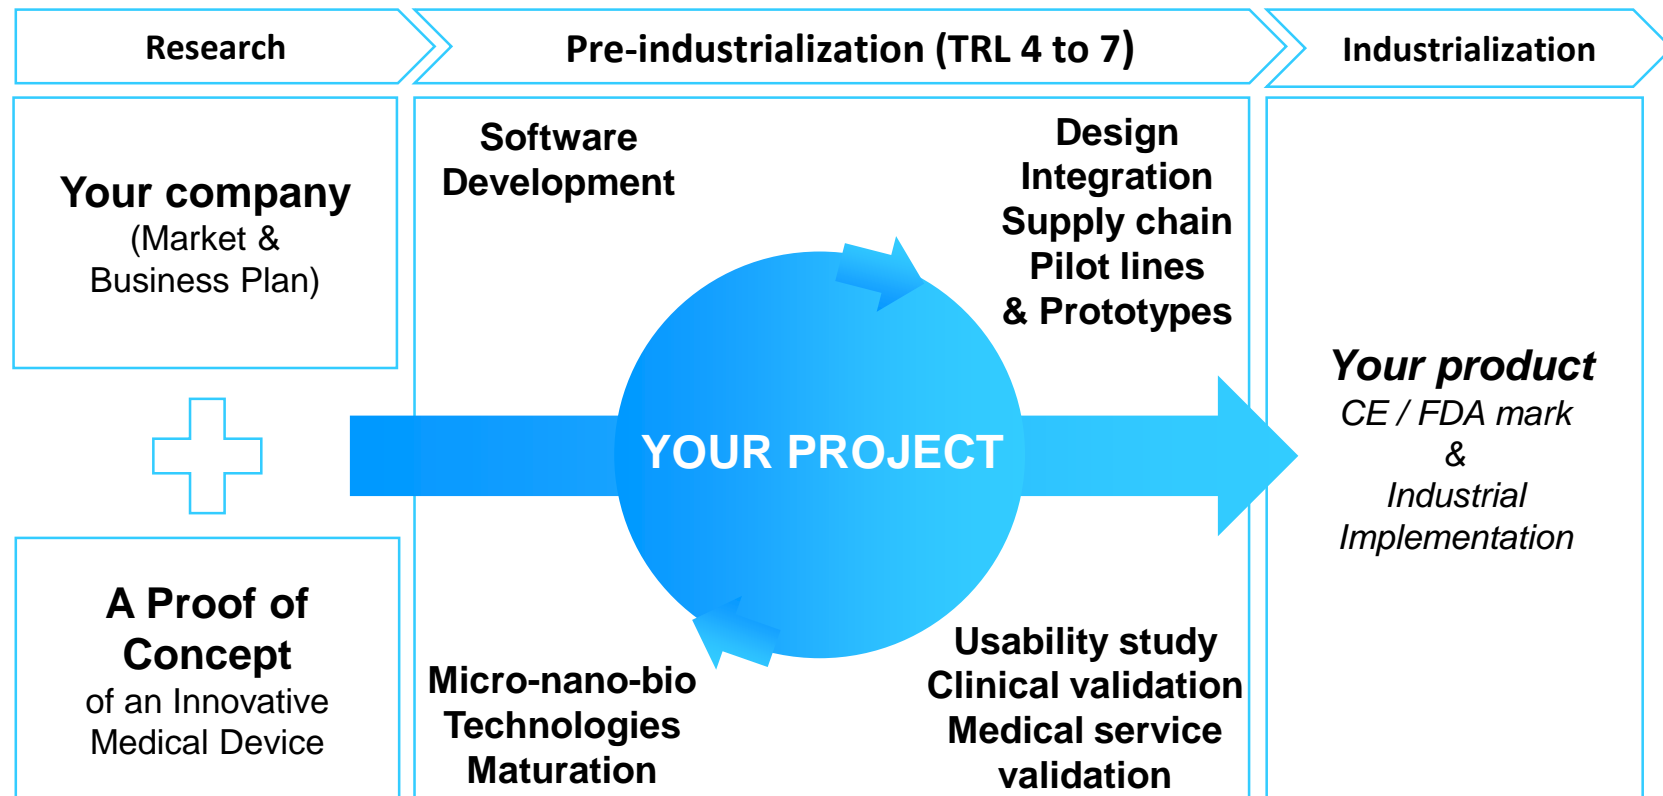 Research
Pre-industrialization (TRL 4 to 7)
Industrialization
Your company
(Market &
Business Plan)
A Proof of
Concept
of an Innovative
Medical Device
Software
Development
Design
Integration
Supply chain
Pilot lines
& Prototypes
YOUR PROJECT
Micro-nano-bio
Technologies
Maturation
Usability study
Clinical validation
Medical service
validation
Your product
CE / FDA mark
&
Industrial
Implementation